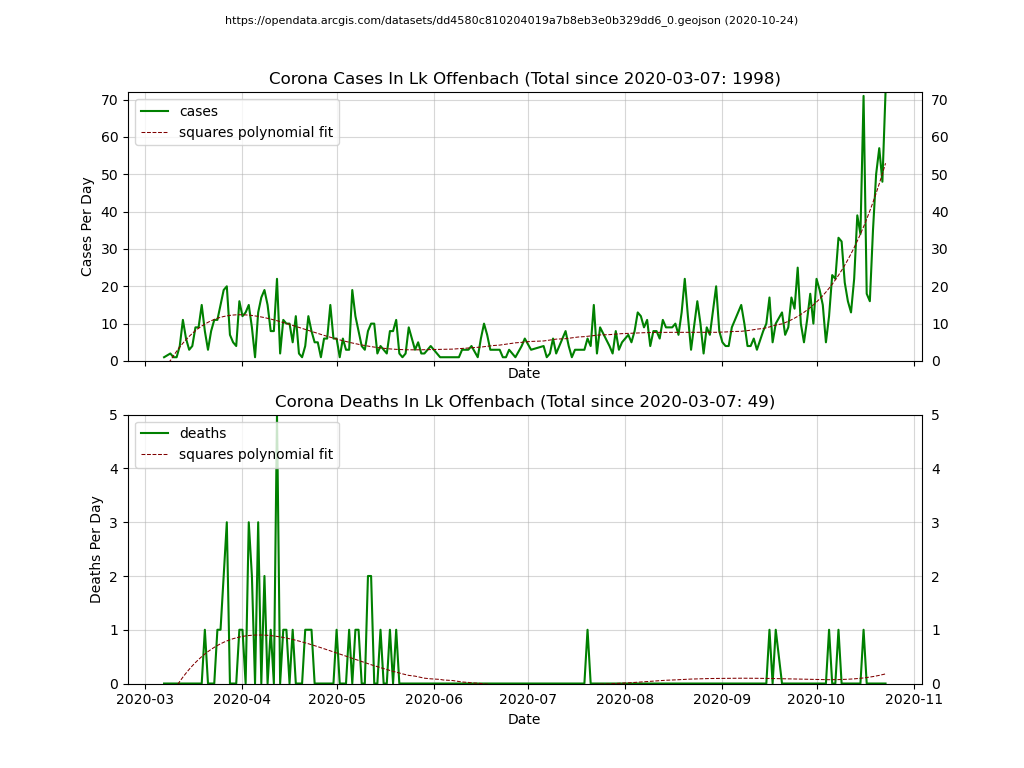 https://opendata.arcgis.com/datasets/dd4580c810204019a7b8eb3e0b329dd6_0.geojson (2020-10-24)
Corona Cases In Lk Offenbach (Total since 2020-03-07: 1998)
cases
squares polynomial fit
Cases Per Day
70
60
50
40
30
20
10
0
70
60
50
40
30
20
10
0
Date
Corona Deaths In Lk Offenbach (Total since 2020-03-07: 49)
deaths
squares polynomial fit
Deaths Per Day
5
4
3
2
1
0
5
4
3
2
1
0
2020-03 2020-04 2020-05 2020-06 2020-07 2020-08 2020-09 2020-10 2020-11
Date